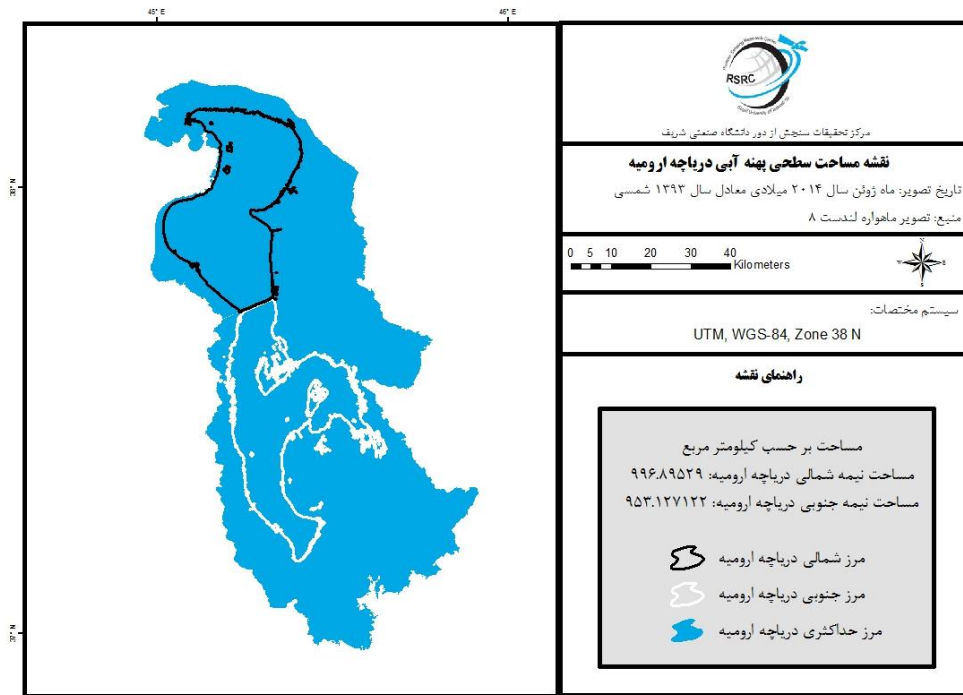 45° E
46° E
38° N
37° N
RSRC
مرکز تحقیقات سنجش از دور دانشگاه صنعتی شریف
نقشه مساحت سطحی پهنه آبی دریاچه ارومیه
تاریخ تصویر: ماه ژوئن سال ۲۰۱۴ میلادی معادل سال ۱۳۹۳ شمسی
منبع: تصویر ماهواره لندست ۸
0 5 10 20 30 40
Kilometers
N
W E
S
سیستم مختصات:
UTM, WGS-84, Zone 38 N
راهنمای نقشه
مساحت بر حسب کیلومتر مربع
مساحت نیمه شمالی دریاچه ارومیه: ۹۹۶.۸۹۵۲۹
مساحت نیمه جنوبی دریاچه ارومیه: ۹۵۳.۱۲۷۱۲۲
مرز شمالی دریاچه ارومیه
مرز جنوبی دریاچه ارومیه
مرز حداکثری دریاچه ارومیه